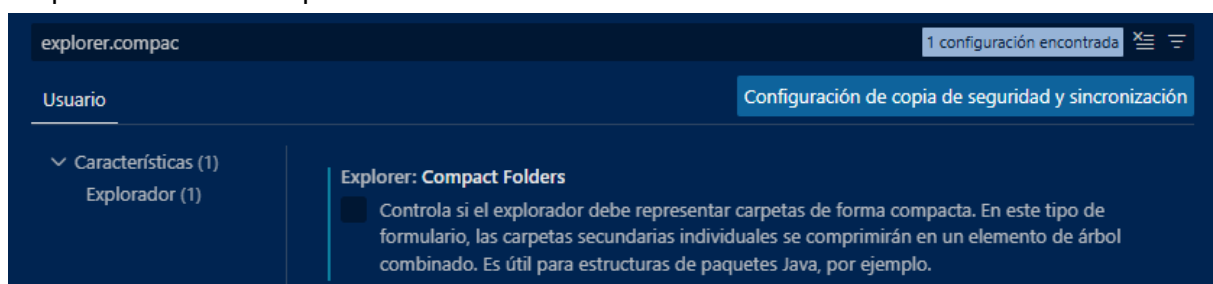 explorer.compac
1 configuración encontrada
Usuario
Configuración de copia de seguridad y sincronización
Características (1)
Explorador (1)
Explorer: Compact Folders
Controla si el explorador debe representar carpetas de forma compacta. En este tipo de
formulario, las carpetas secundarias individuales se comprimirán en un elemento de árbol
combinado. Es útil para estructuras de paquetes Java, por ejemplo.